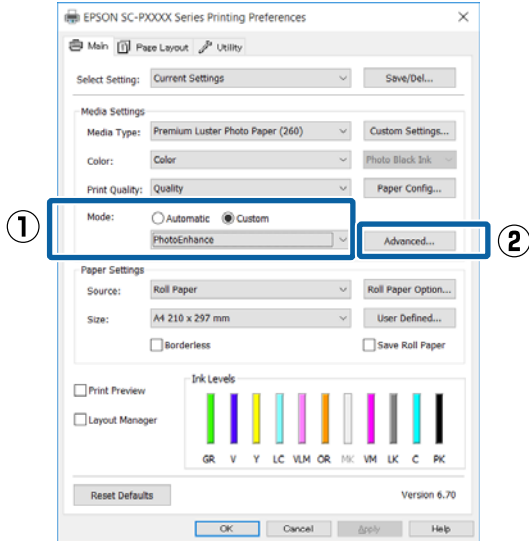 EPSON SC-PXXXX Series Printing Preferences
Main Page Layout Utility
Select Setting: Current Settings Save/Del...
Media Settings
Media Type: Premium Luster Photo Paper (260) Custom Settings...
Color: Color Photo Black Ink
Print Quality: Quality Paper Config...
① Mode: Automatic Custom
PhotoEnhance Advanced... ②
Paper Settings
Source: Roll Paper Roll Paper Option...
Size: A4 210 x 297 mm User Defined...
Borderless Save Roll Paper
Ink Levels
Print Preview
Layout Manager
GR V Y LC VLM OR MK VM LK C PK
Reset Defaults Version 6.70
OK Cancel Apply Help